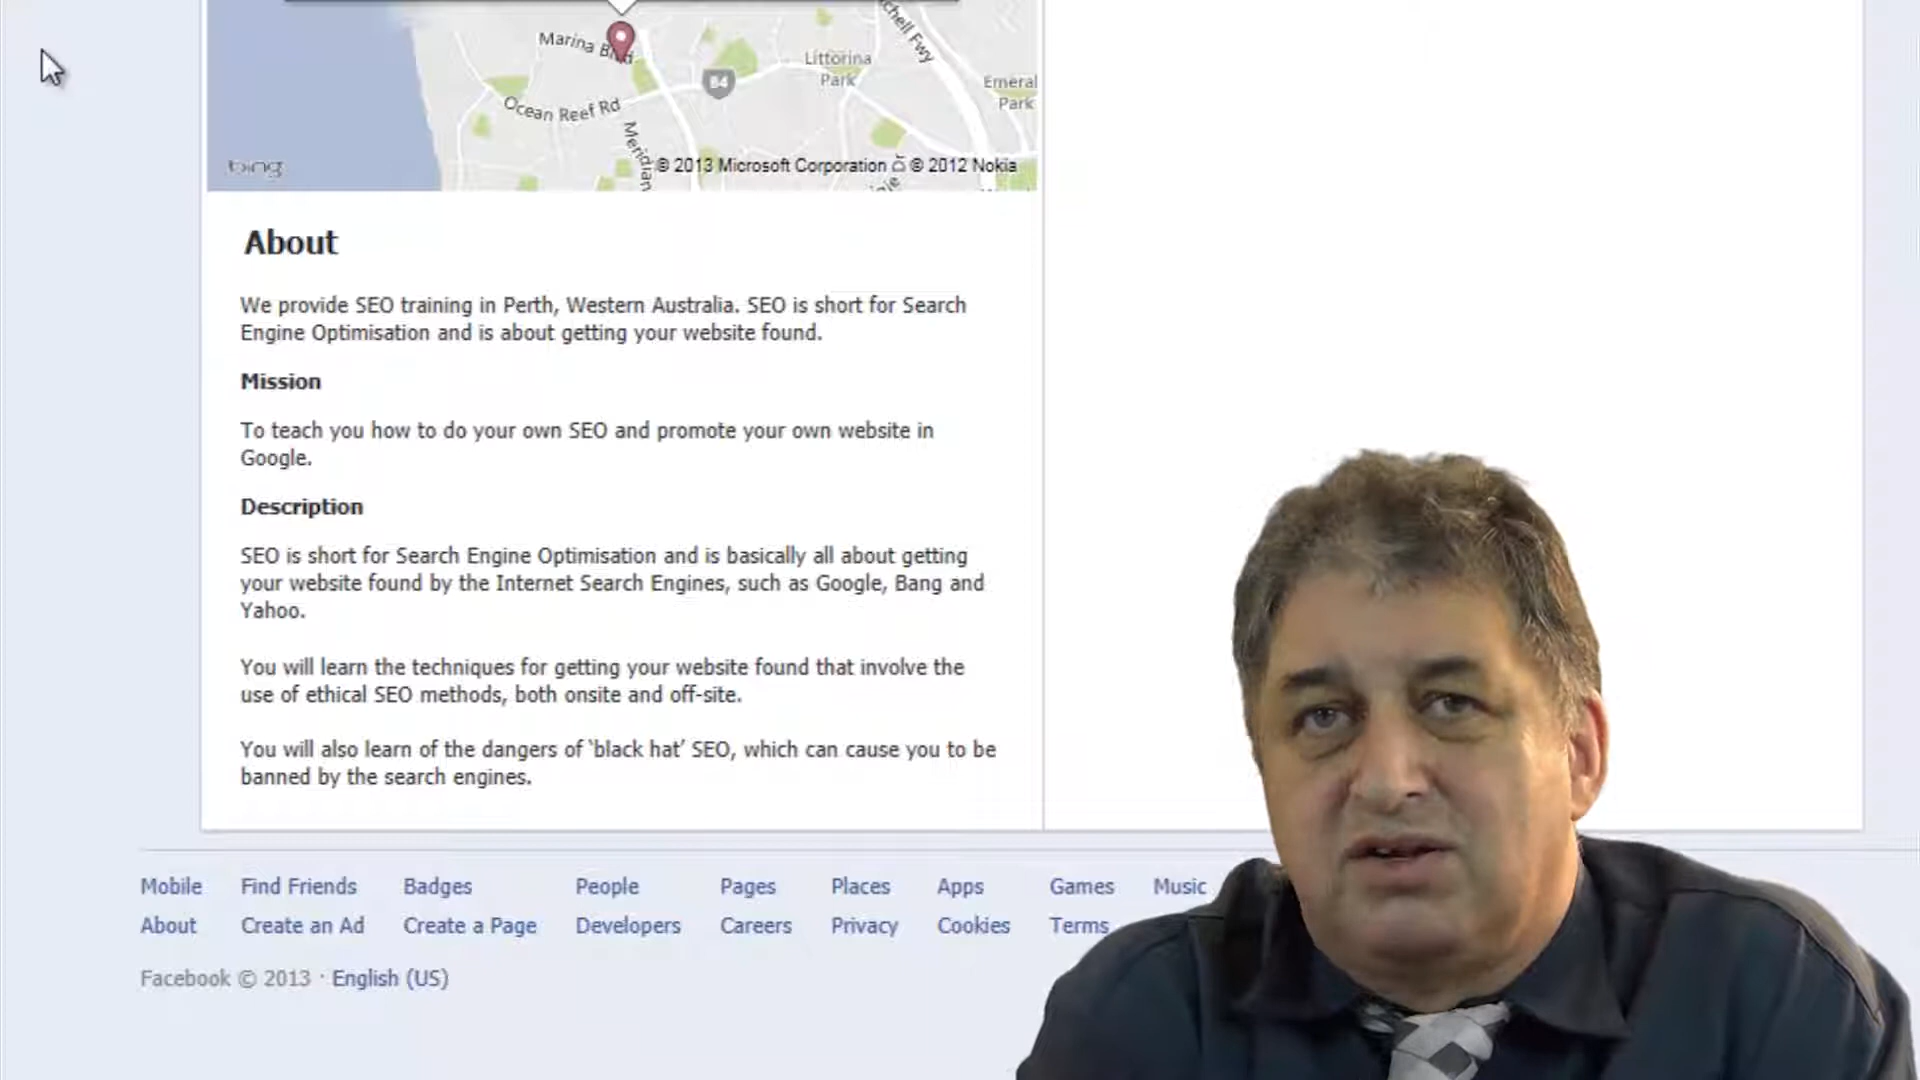 Marina Blvd
chell Fwy
Littorina
Park
84
Emeral
Park
Ocean Reef Rd
Meridian
bing
© 2013 Microsoft Corporation © 2012 Nokia
About
We provide SEO training in Perth, Western Australia. SEO is short for Search
Engine Optimisation and is about getting your website found.
Mission
To teach you how to do your own SEO and promote your own website in
Google.
Description
SEO is short for Search Engine Optimisation and is basically all about getting
your website found by the Internet Search Engines, such as Google, Bang and
Yahoo.
You will learn the techniques for getting your website found that involve the
use of ethical SEO methods, both onsite and off-site.
You will also learn of the dangers of ‘black hat’ SEO, which can cause you to be
banned by the search engines.
Mobile Find Friends Badges People Pages Places Apps Games Music
About Create an Ad Create a Page Developers Careers Privacy Cookies Terms
Facebook © 2013 · English (US)